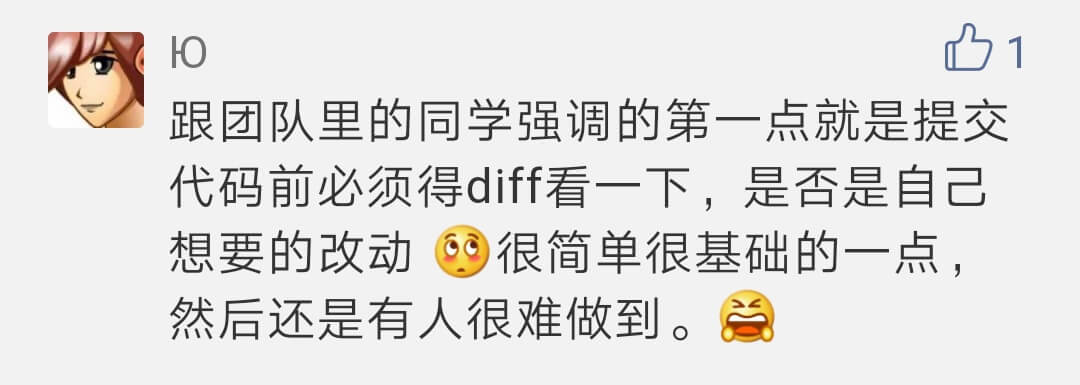 Ю
1
跟团队里的同学强调的第一点就是提交
代码前必须得diff看一下，是否是自己
想要的改动 😳很简单很基础的一点，
然后还是有人很难做到。😫